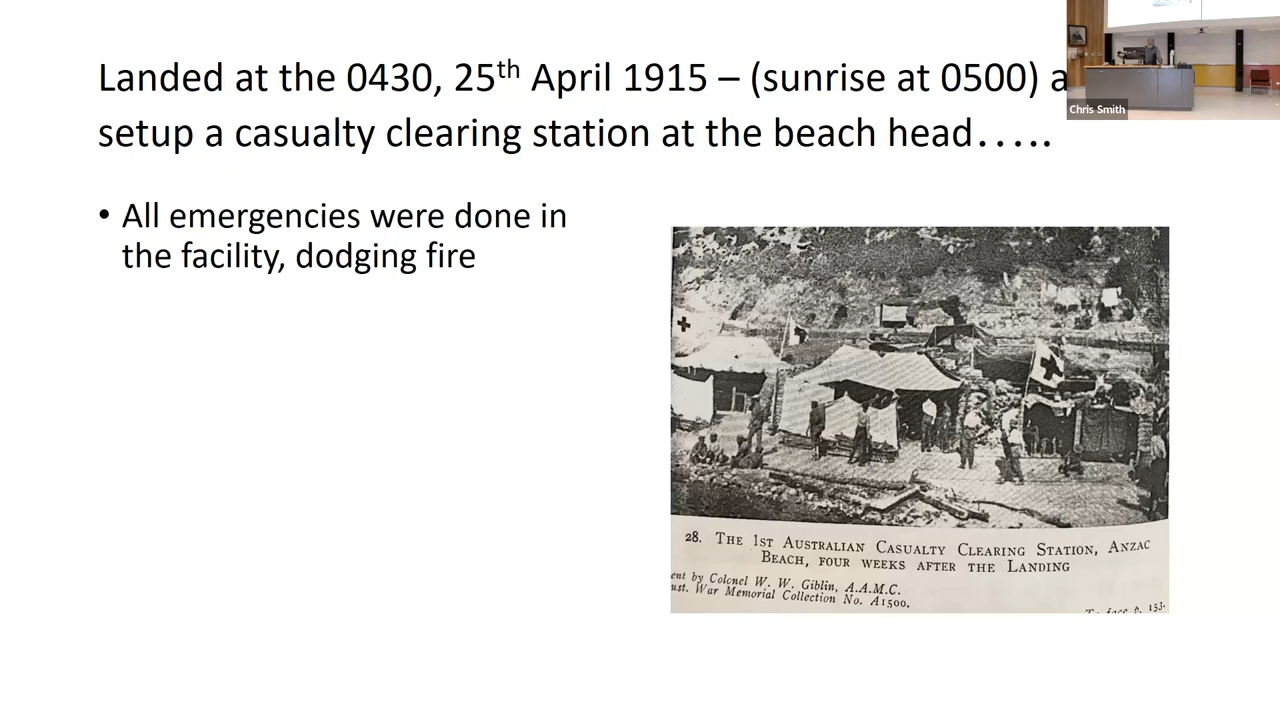 Landed at the 0430, 25th April 1915 – (sunrise at 0500) a
setup a casualty clearing station at the beach head.....
Chris Smith
• All emergencies were done in
the facility, dodging fire
28. THE 1ST AUSTRALIAN CASUALTY CLEARING STATION, ANZAC
BEACH, FOUR WEEKS AFTER THE LANDING
ent by Colonel W. W. Giblin, A.A.M.C.
ust. War Memorial Collection No. A1500.
p. 153.